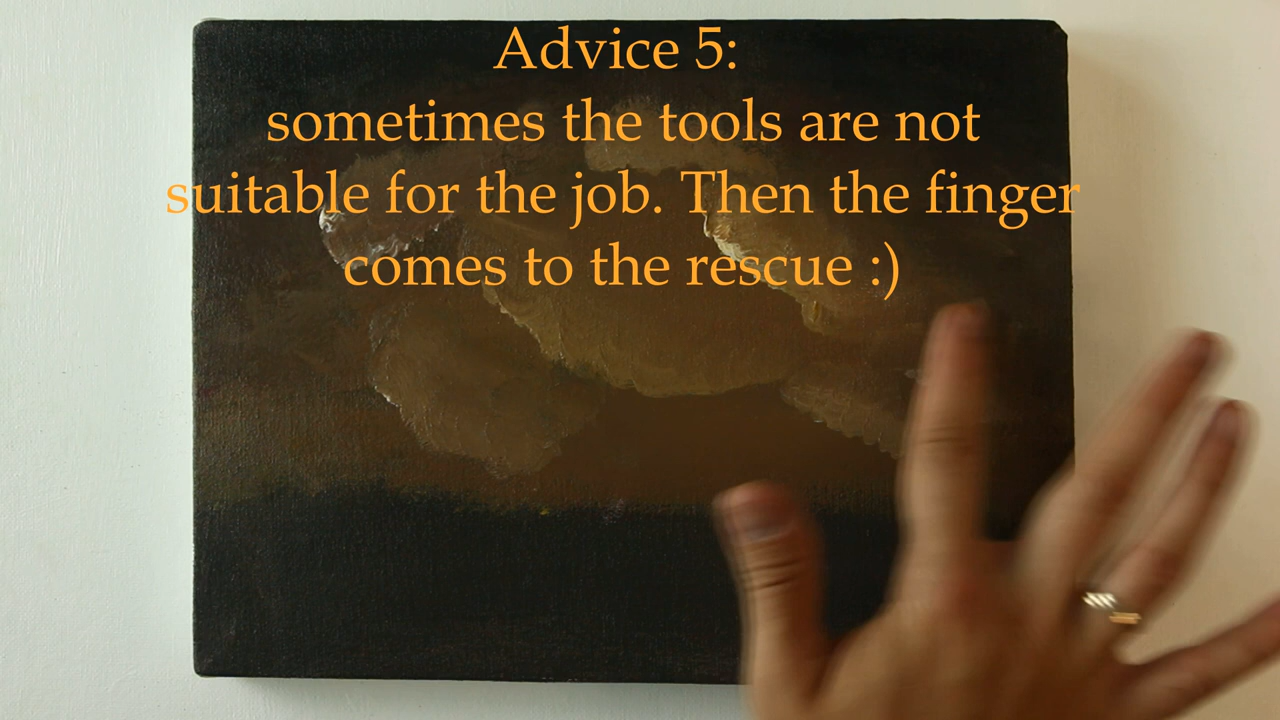 Advice 5:
sometimes the tools are not
suitable for the job. Then the finger
comes to the rescue :)